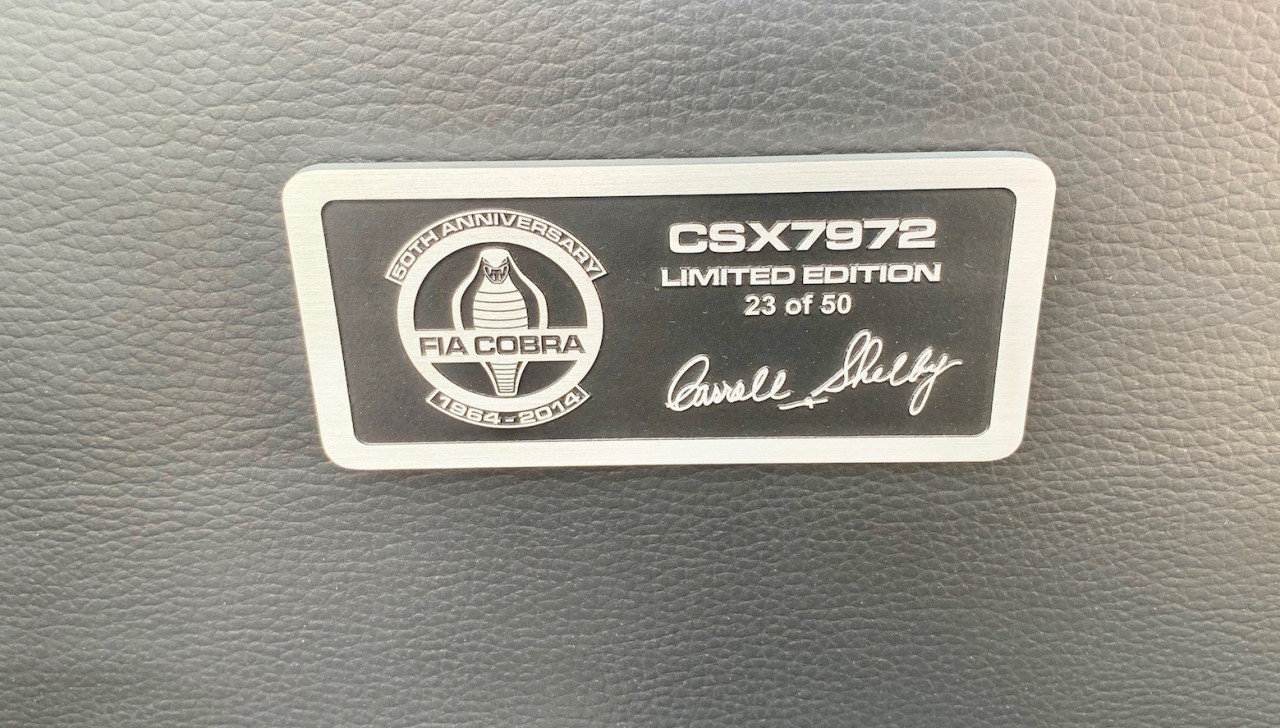 50TH ANNIVERSARY
FIA COBRA
1964-2014
CSX7972
LIMITED EDITION
23 of 50
Carroll Shelby